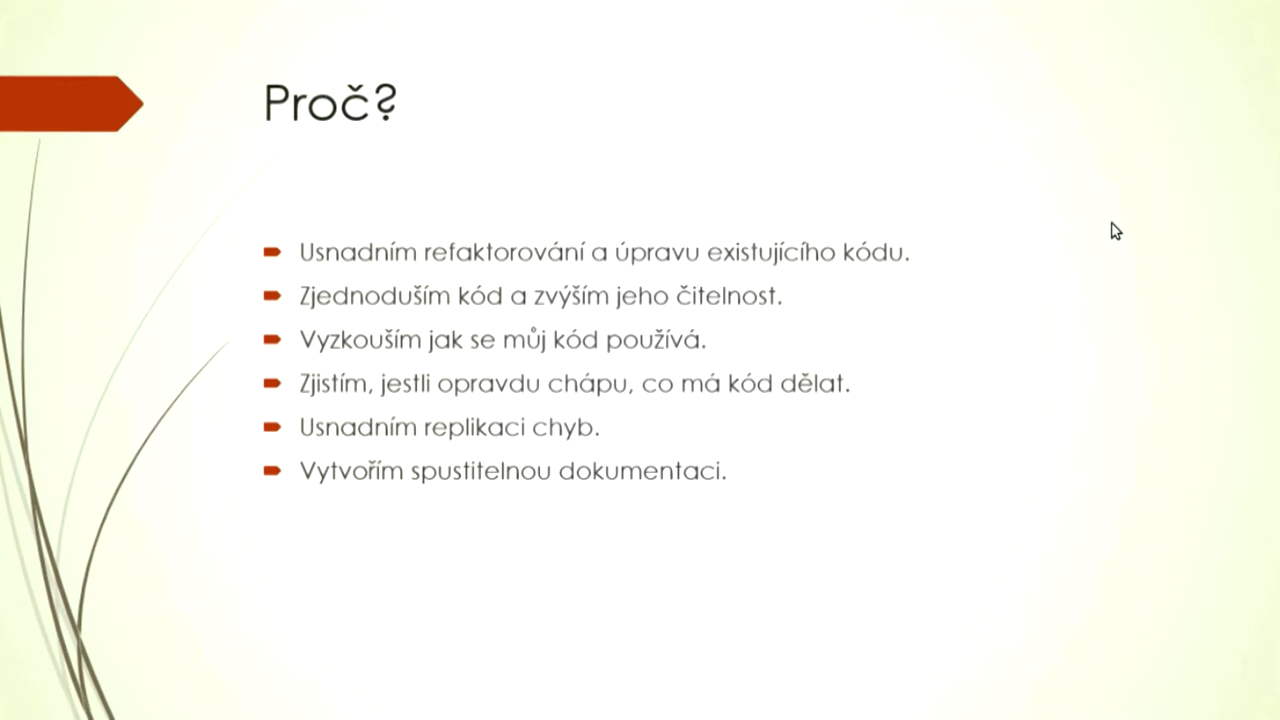 Proč?
Usnadním refaktorování a úpravu existujícího kódu.
Zjednoduším kód a zvýším jeho čitelnost.
Vyzkouším jak se můj kód používá.
Zjistím, jestli opravdu chápu, co má kód dělat.
Usnadním replikaci chyb.
Vytvořím spustitelnou dokumentaci.